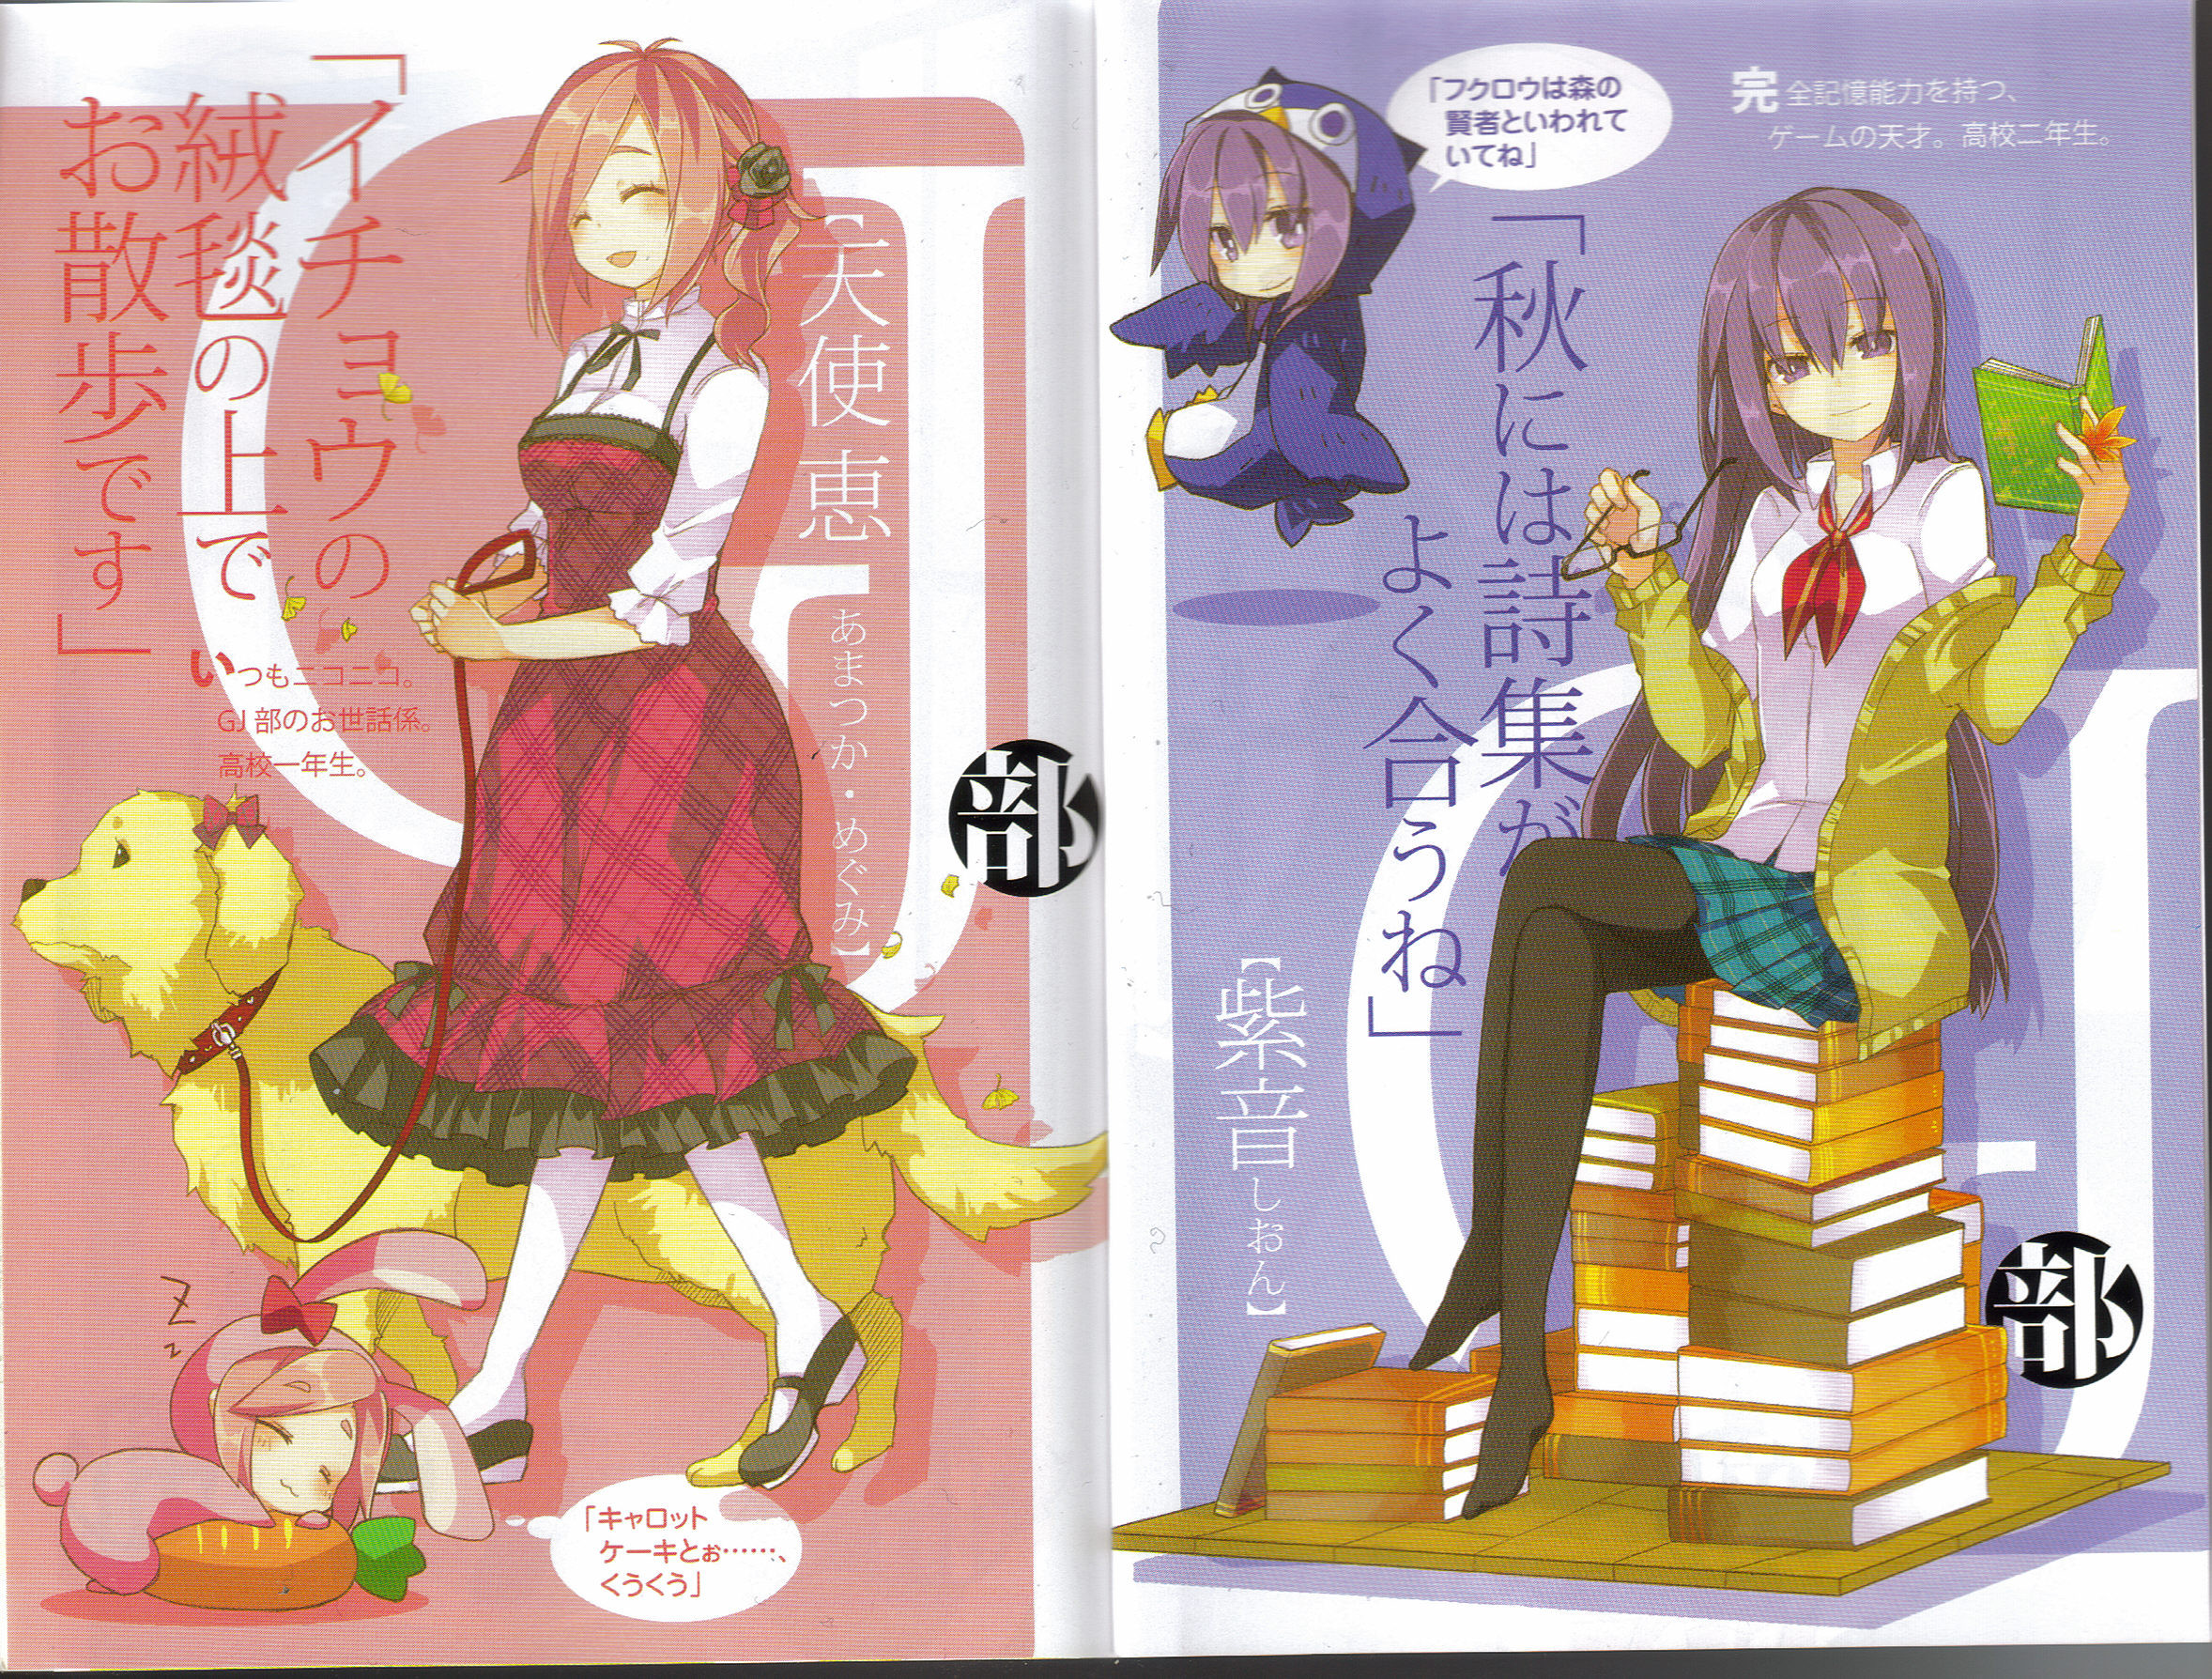 「イチョウの
絨毯の上で
お散歩です」
【天使 恵 あまつか・めぐみ】
いつもニコニコ。
GJ部のお世話係。
高校一年生。
部
z
z
z
「キャロット
ケーキとぉ……、
くうくう」
「フクロウは森の
賢者といわれて
いてね」
完全記憶能力を持つ、
ゲームの天才。高校二年生。
「秋には詩集が
よく合うね」
【紫音 しおん】
GJ
部